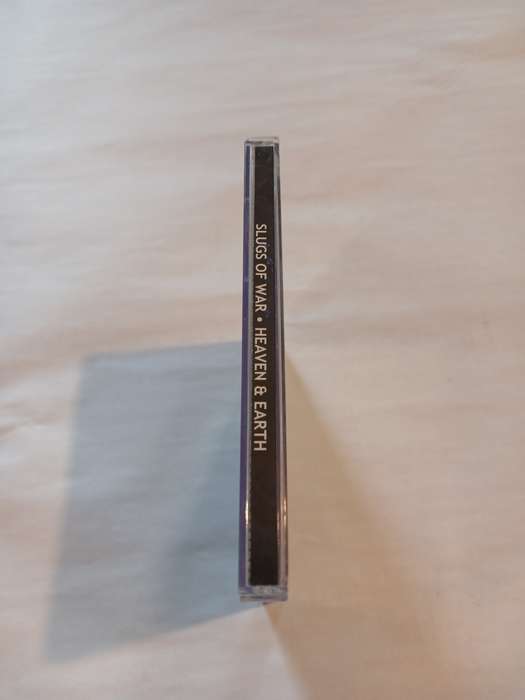 SLUGS OF WAR • HEAVEN & EARTH